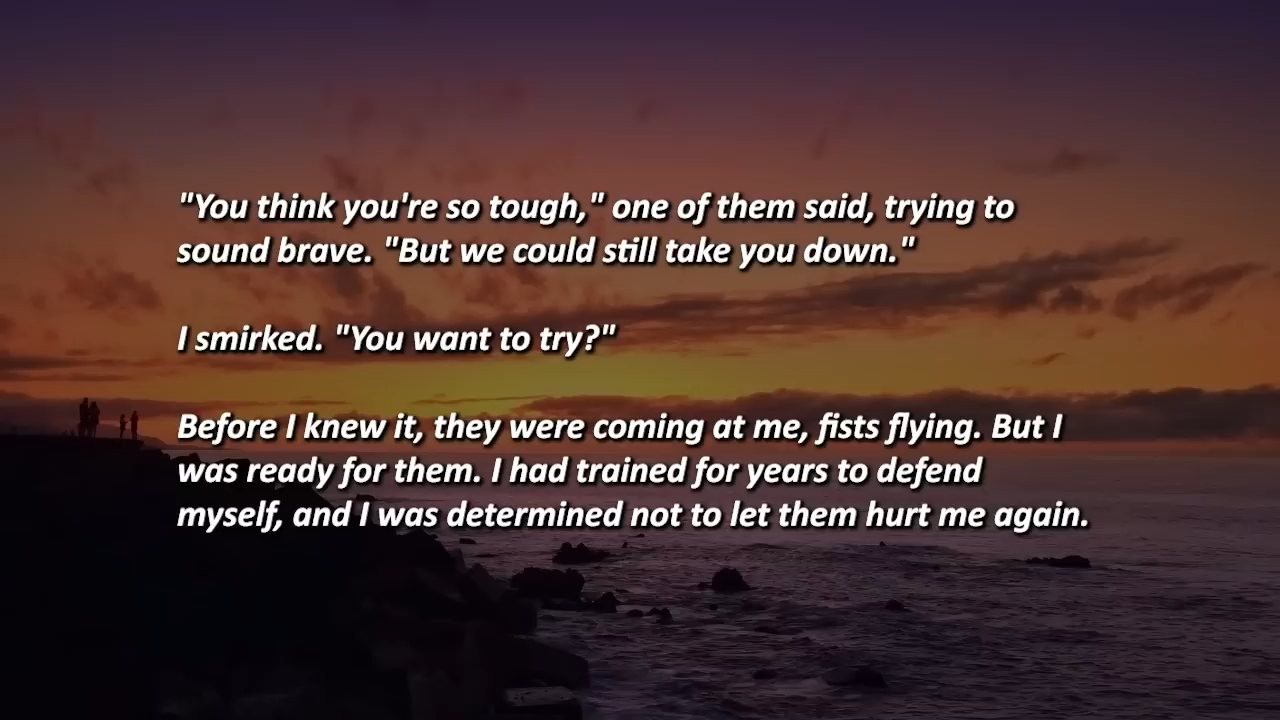 "You think you're so tough," one of them said, trying to
sound brave. "But we could still take you down."
I smirked. "You want to try?"
Before I knew it, they were coming at me, fists flying. But I
was ready for them. I had trained for years to defend
myself, and I was determined not to let them hurt me again.